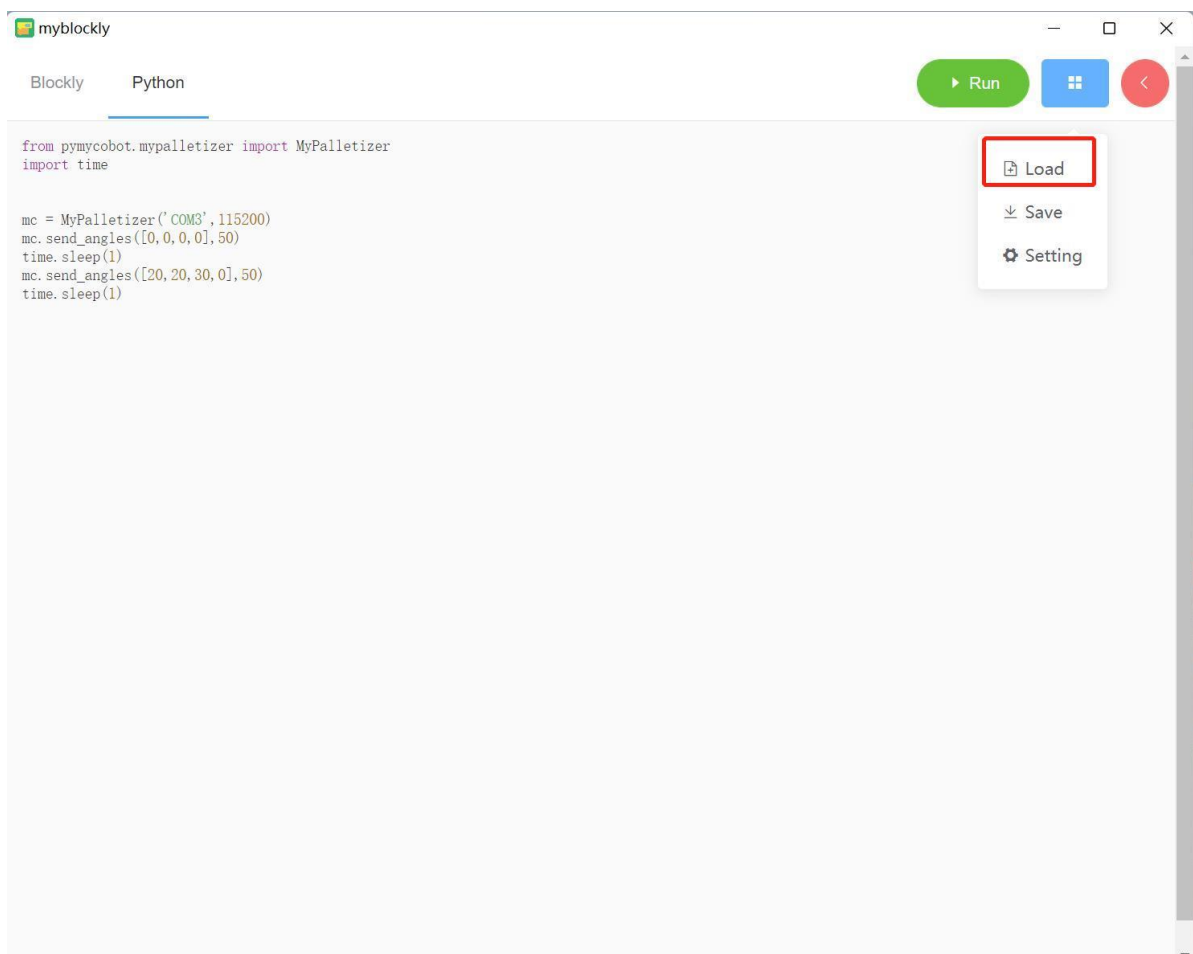 myblockly
Blockly Python Run
from pymycobot.mypalletizer import MyPalletizer
import time
mc = MyPalletizer('COM3',115200)
mc.send_angles([0,0,0,0],50)
time.sleep(1)
mc.send_angles([20,20,30,0],50)
time.sleep(1)
Load
Save
Setting